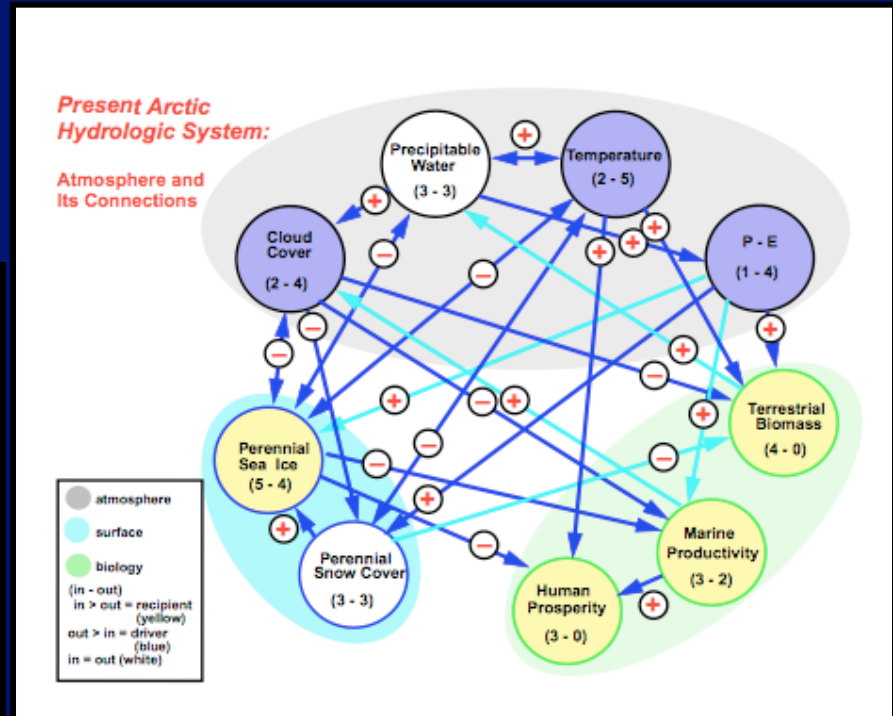 Present Arctic
Hydrologic System:
Atmosphere and
Its Connections
Precipitable
Water
(3 - 3)
+
Temperature
(2 - 5)
+
Cloud
Cover
(2 - 4)
P - E
(1 - 4)
+
+
+
−
−
−
+
−
+
−
+
−
+
+
Terrestrial
Biomass
(4 - 0)
Perennial
Sea Ice
(5 - 4)
−
−
−
+
+
−
Marine
Productivity
(3 - 2)
Perennial
Snow Cover
(3 - 3)
Human
Prosperity
(3 - 0)
+
atmosphere
surface
biology
(in - out)
in > out = recipient
(yellow)
out > in = driver
(blue)
in = out (white)